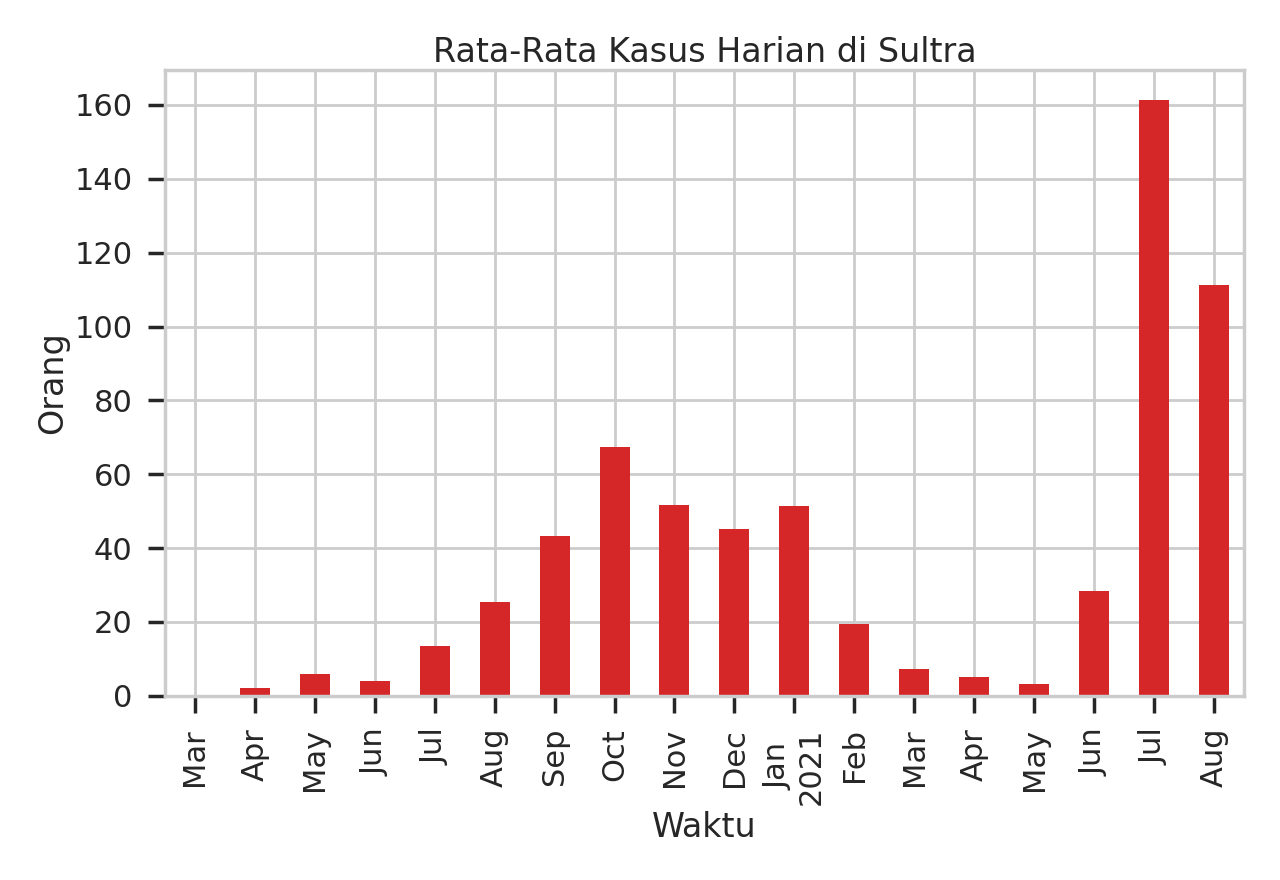 Rata-Rata Kasus Harian di Sultra
160
140
120
100
80
60
40
20
0
Orang
Mar
Apr
May
Jun
Jul
Aug
Sep
Oct
Nov
Dec
Jan
2021
Feb
Mar
Apr
May
Jun
Jul
Aug
Waktu